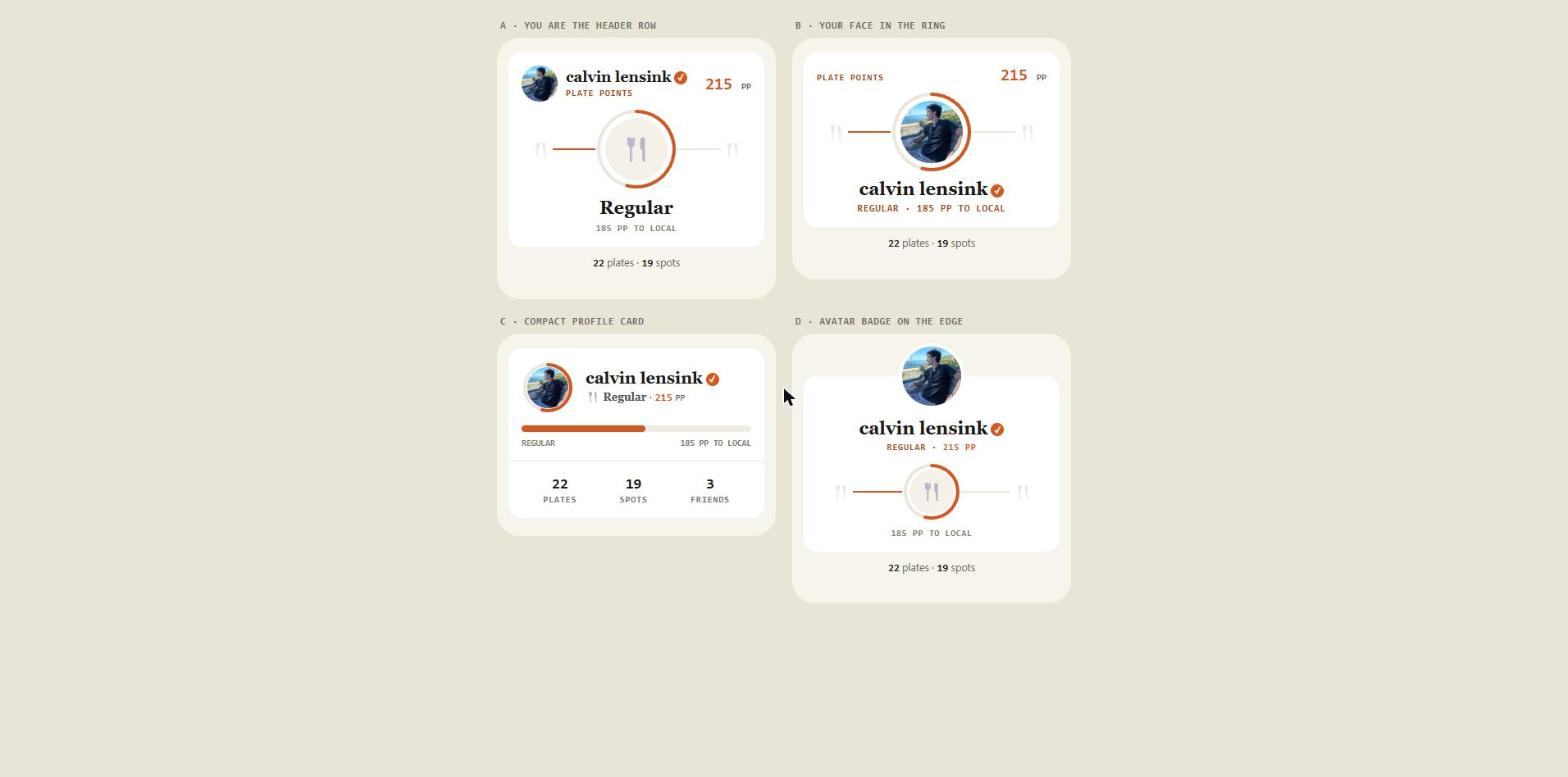 A · YOU ARE THE HEADER ROW
calvin lensink
PLATE POINTS
215 PP
Regular
185 PP TO LOCAL
22 plates · 19 spots
B · YOUR FACE IN THE RING
PLATE POINTS
215 PP
calvin lensink
REGULAR · 185 PP TO LOCAL
22 plates · 19 spots
C · COMPACT PROFILE CARD
calvin lensink
Regular · 215 PP
REGULAR
185 PP TO LOCAL
22
19
3
PLATES
SPOTS
FRIENDS
D · AVATAR BADGE ON THE EDGE
calvin lensink
REGULAR · 215 PP
185 PP TO LOCAL
22 plates · 19 spots